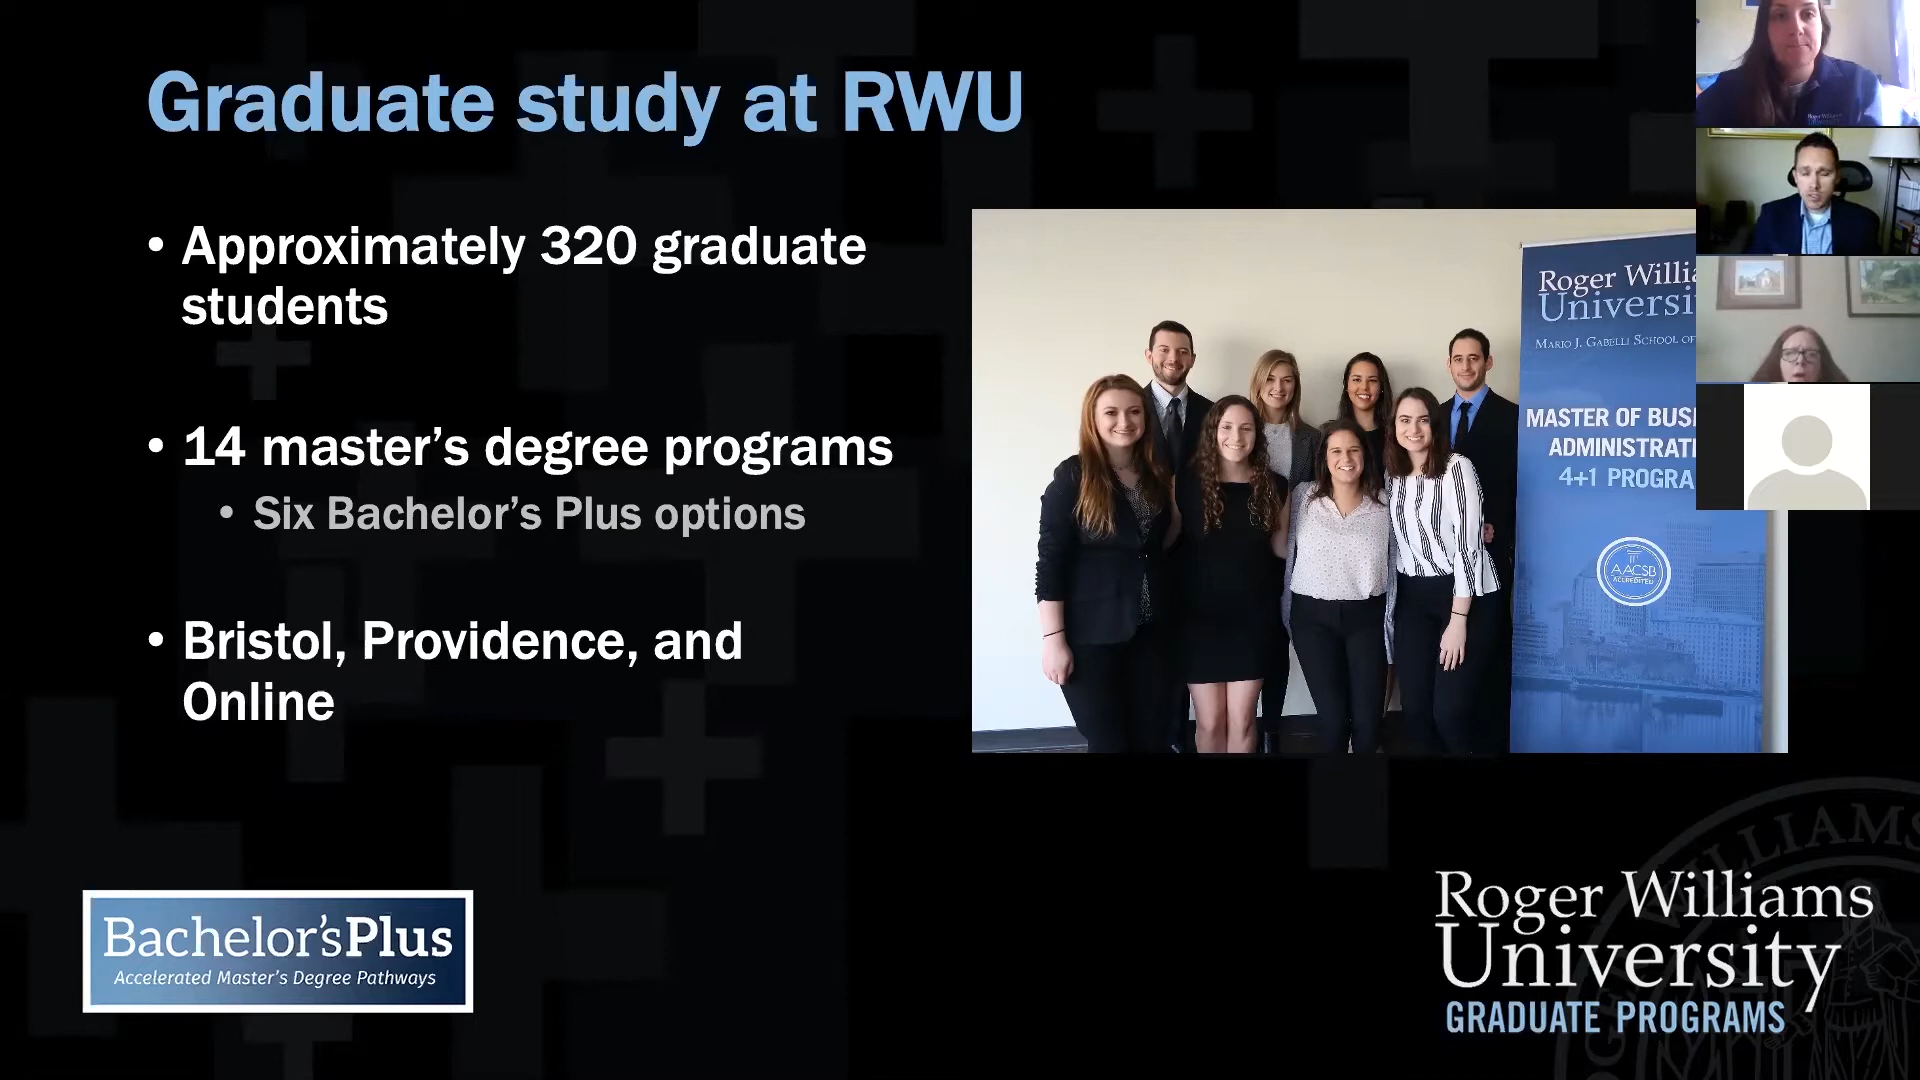 Graduate study at RWU
• Approximately 320 graduate
students
• 14 master’s degree programs
• Six Bachelor’s Plus options
• Bristol, Providence, and
Online
Roger Willia
Universi
MARIO J. GABELLI SCHOOL OF
MASTER OF BUSI
ADMINISTRATI
4+1 PROGRA
AACSB
ACCREDITED
Bachelor’sPlus
Accelerated Master’s Degree Pathways
Roger Williams
University
GRADUATE PROGRAMS
WILLIAMS